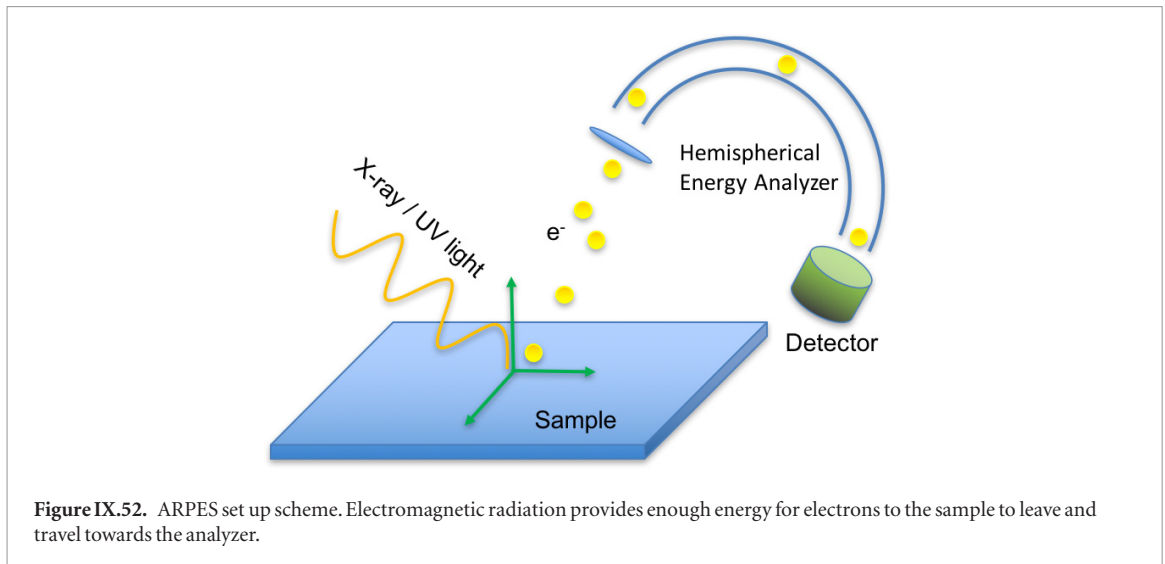 X-ray / UV light
e-
Hemispherical
Energy Analyzer
Detector
Sample
Figure IX.52. ARPES set up scheme. Electromagnetic radiation provides enough energy for electrons to the sample to leave and
travel towards the analyzer.